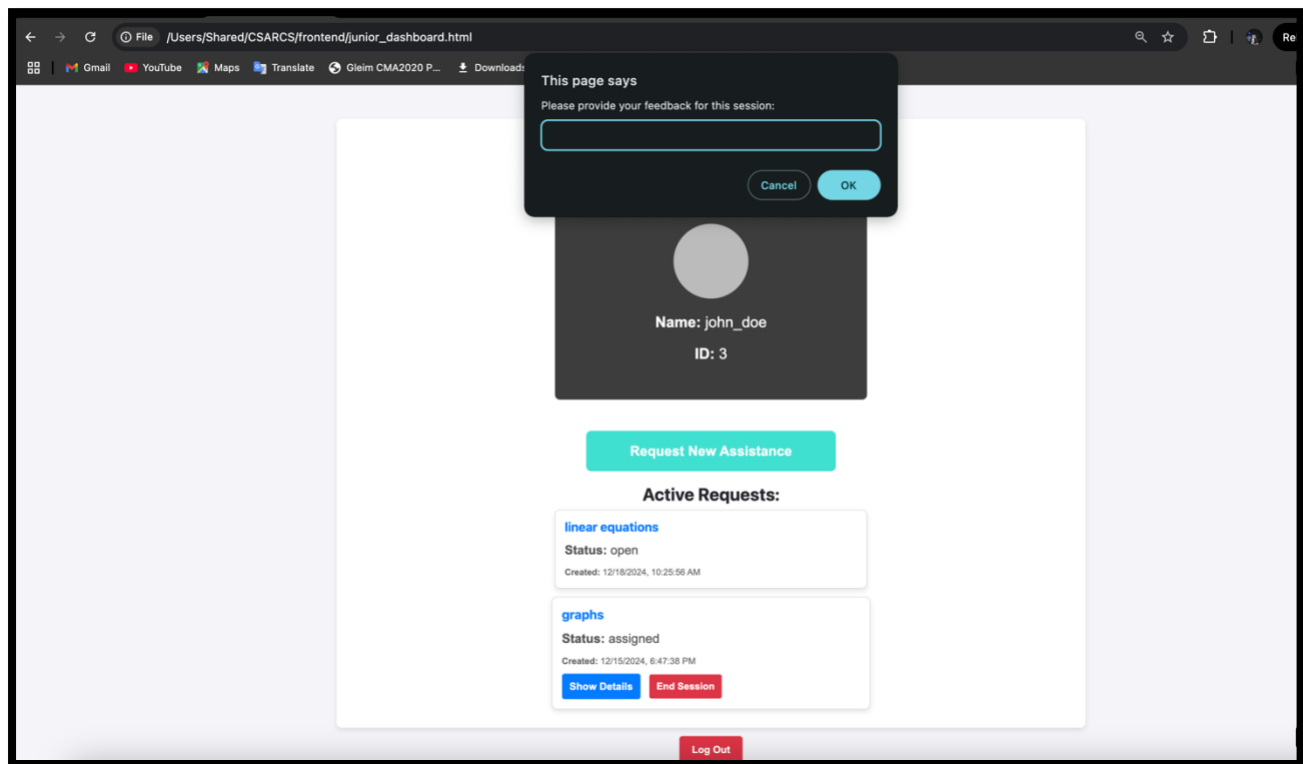 File /Users/Shared/CSARCS/frontend/junior_dashboard.html
Gmail YouTube Maps Translate Gleim CMA2020 P... Downloads
This page says
Please provide your feedback for this session:
Cancel OK
Name: john_doe
ID: 3
Request New Assistance
Active Requests:
linear equations
Status: open
Created: 12/18/2024, 10:25:56 AM
graphs
Status: assigned
Created: 12/15/2024, 6:47:38 PM
Show Details End Session
Log Out